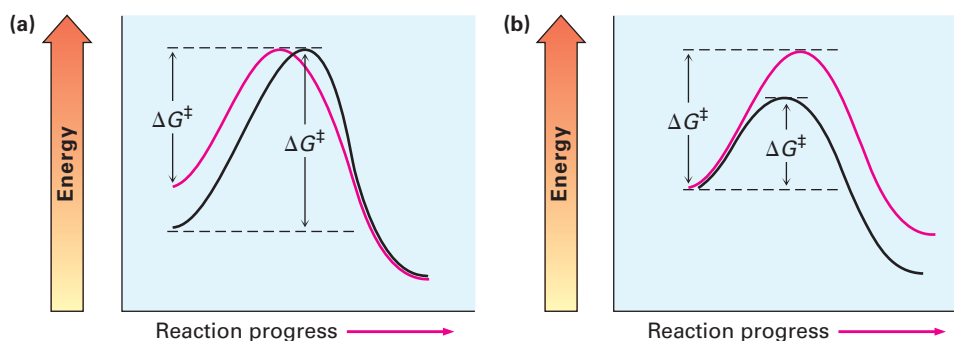 (a)
Energy
ΔG‡
ΔG‡
Reaction progress
(b)
Energy
ΔG‡
ΔG‡
Reaction progress